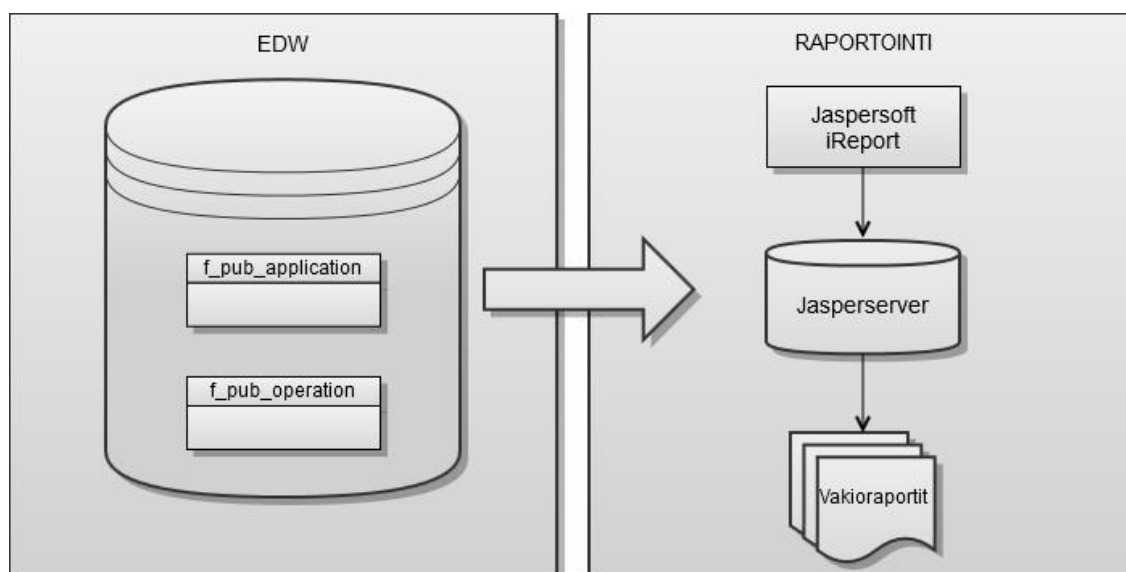 EDW
f_pub_application
f_pub_operation
RAPORTOINTI
Jaspersoft
iReport
Jasperserver
Vakioraportit